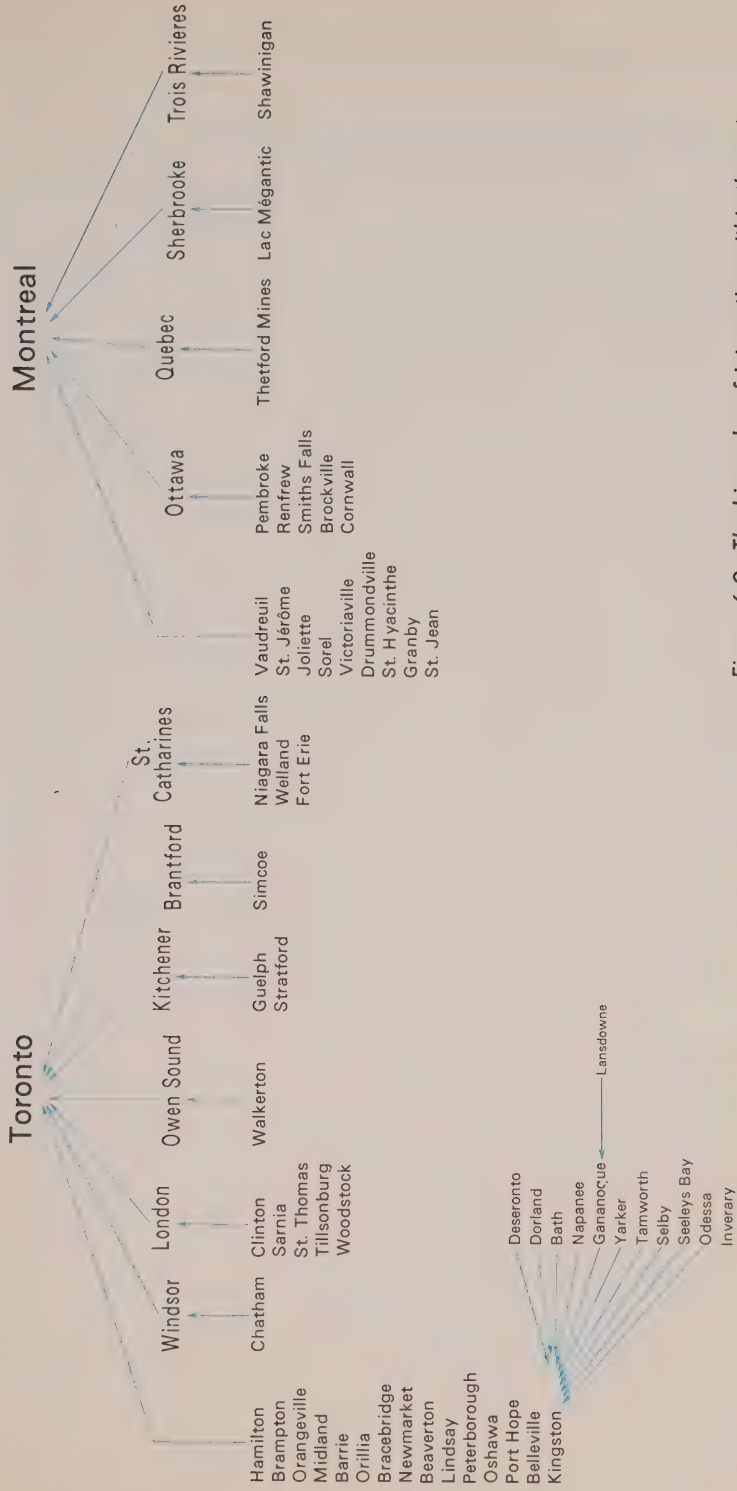 Toronto
Montreal
Windsor
London
Owen Sound
Kitchener
Brantford
St.
Catharines
Ottawa
Quebec
Sherbrooke
Trois Rivieres
Hamilton
Brampton
Orangeville
Midland
Barrie
Orillia
Bracebridge
Newmarket
Beaverton
Lindsay
Peterborough
Oshawa
Port Hope
Belleville
Kingston
Chatham
Clinton
Sarnia
St. Thomas
Tillsonburg
Woodstock
Walkerton
Guelph
Stratford
Simcoe
Niagara Falls
Welland
Fort Erie
Vaudreuil
St. Jérôme
Joliette
Sorel
Victoriaville
Drummondville
St. Hyacinthe
Granby
St. Jean
Pembroke
Renfrew
Smiths Falls
Brockville
Cornwall
Thetford Mines
Lac Mégantic
Shawinigan
Deseronto
Dorland
Bath
Napanee
Gananoque
Lansdowne
Yarker
Tamworth
Selby
Seeleys Bay
Odessa
Inverary